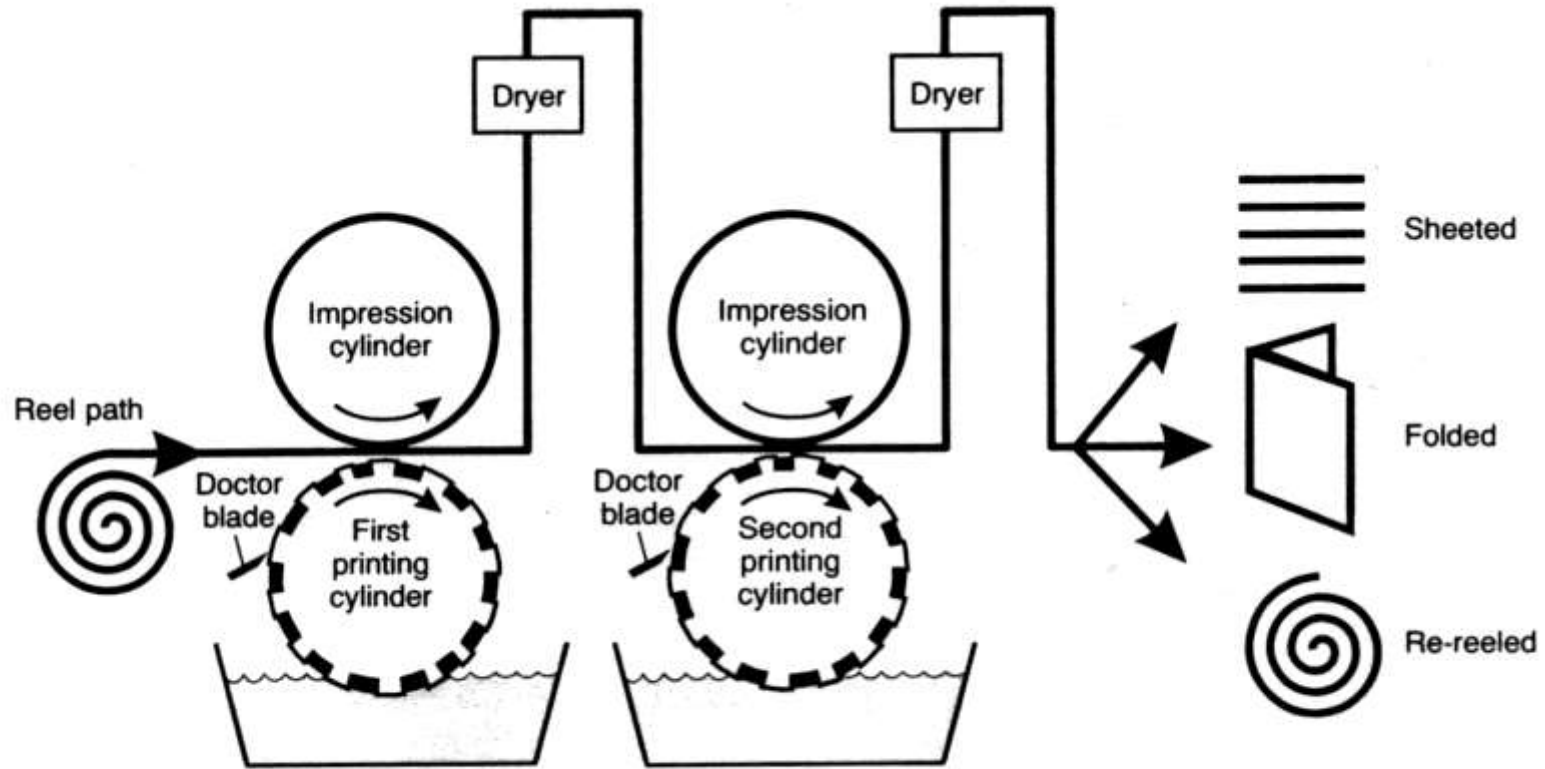 Dryer
Dryer
Sheeted
Impression
cylinder
Impression
cylinder
Reel path
Folded
Doctor
blade
First
printing
cylinder
Doctor
blade
Second
printing
cylinder
Re-reeled